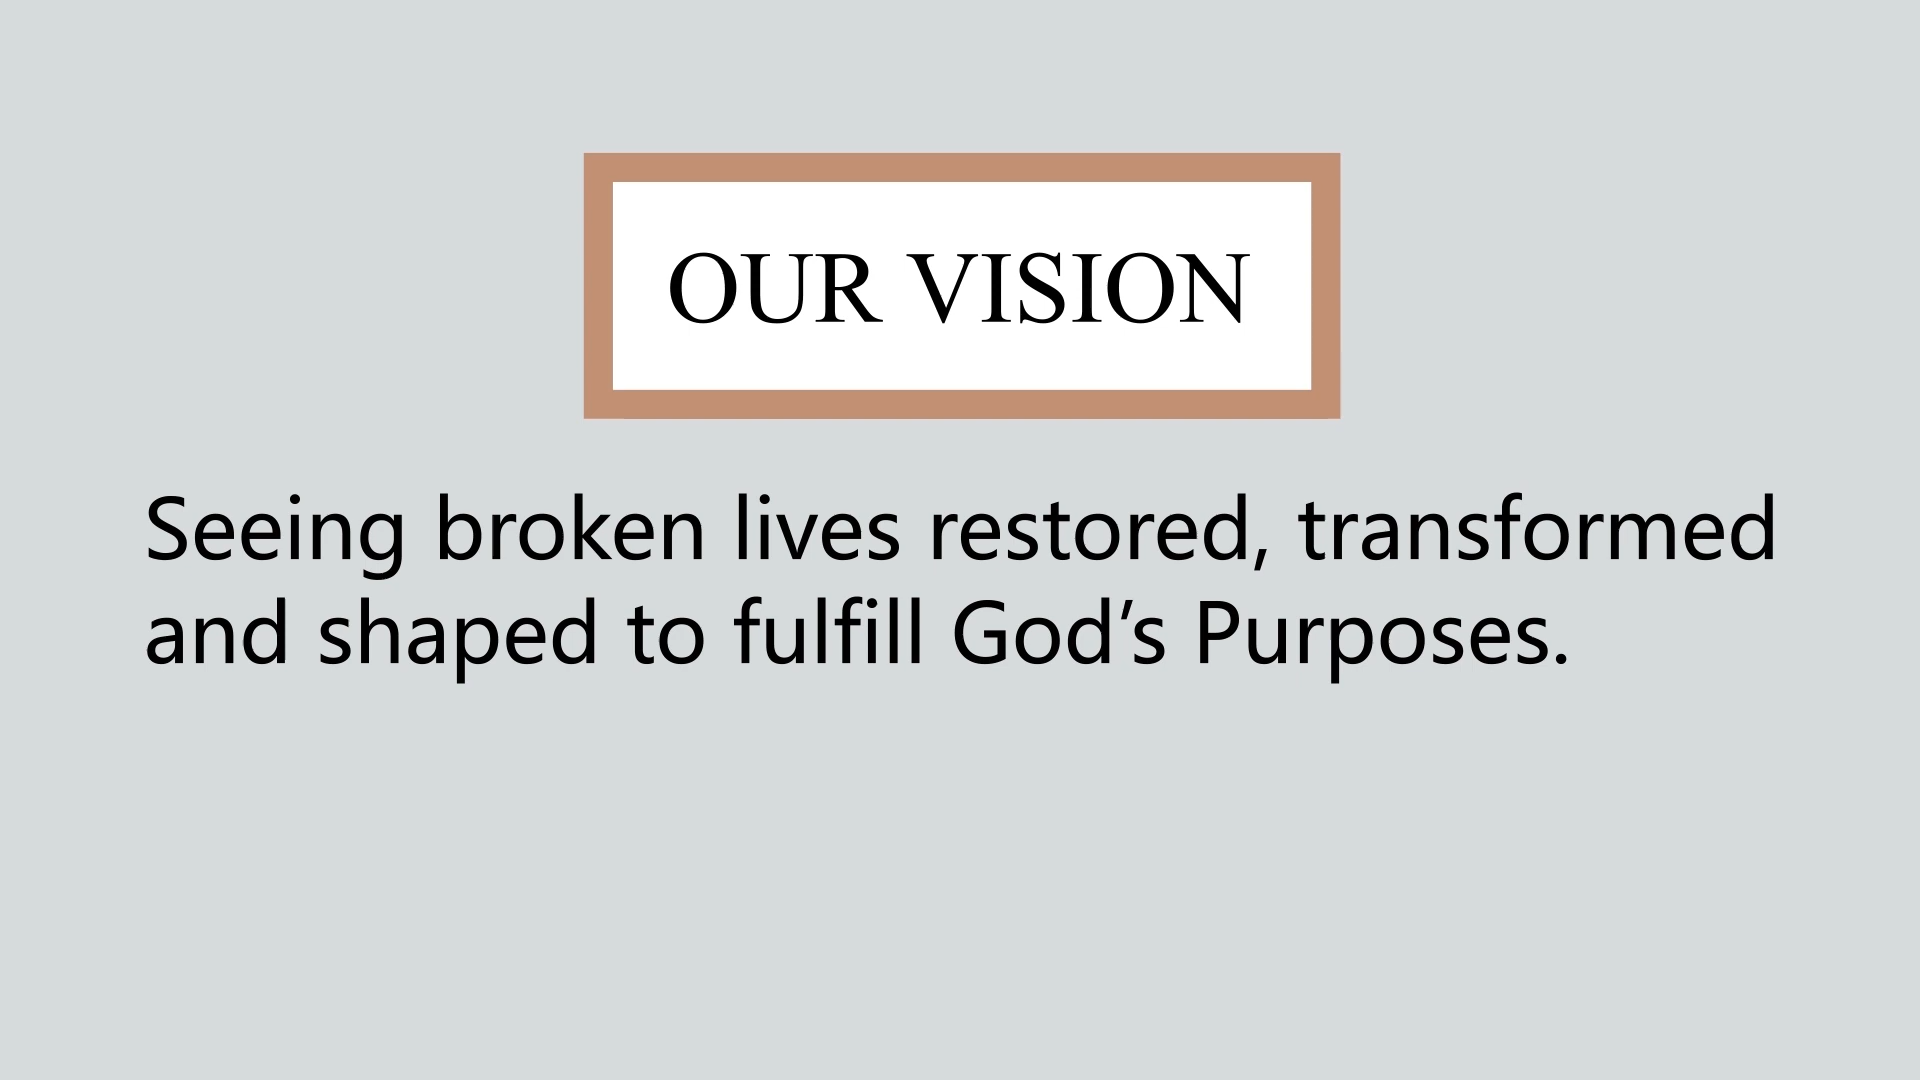 OUR VISION
Seeing broken lives restored, transformed
and shaped to fulfill God’s Purposes.